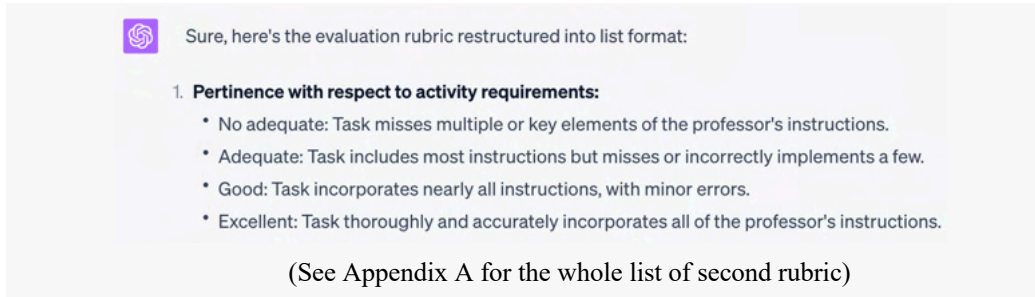 Sure, here's the evaluation rubric restructured into list format:
1. Pertinence with respect to activity requirements:
• No adequate: Task misses multiple or key elements of the professor's instructions.
• Adequate: Task includes most instructions but misses or incorrectly implements a few.
• Good: Task incorporates nearly all instructions, with minor errors.
• Excellent: Task thoroughly and accurately incorporates all of the professor's instructions.
(See Appendix A for the whole list of second rubric)